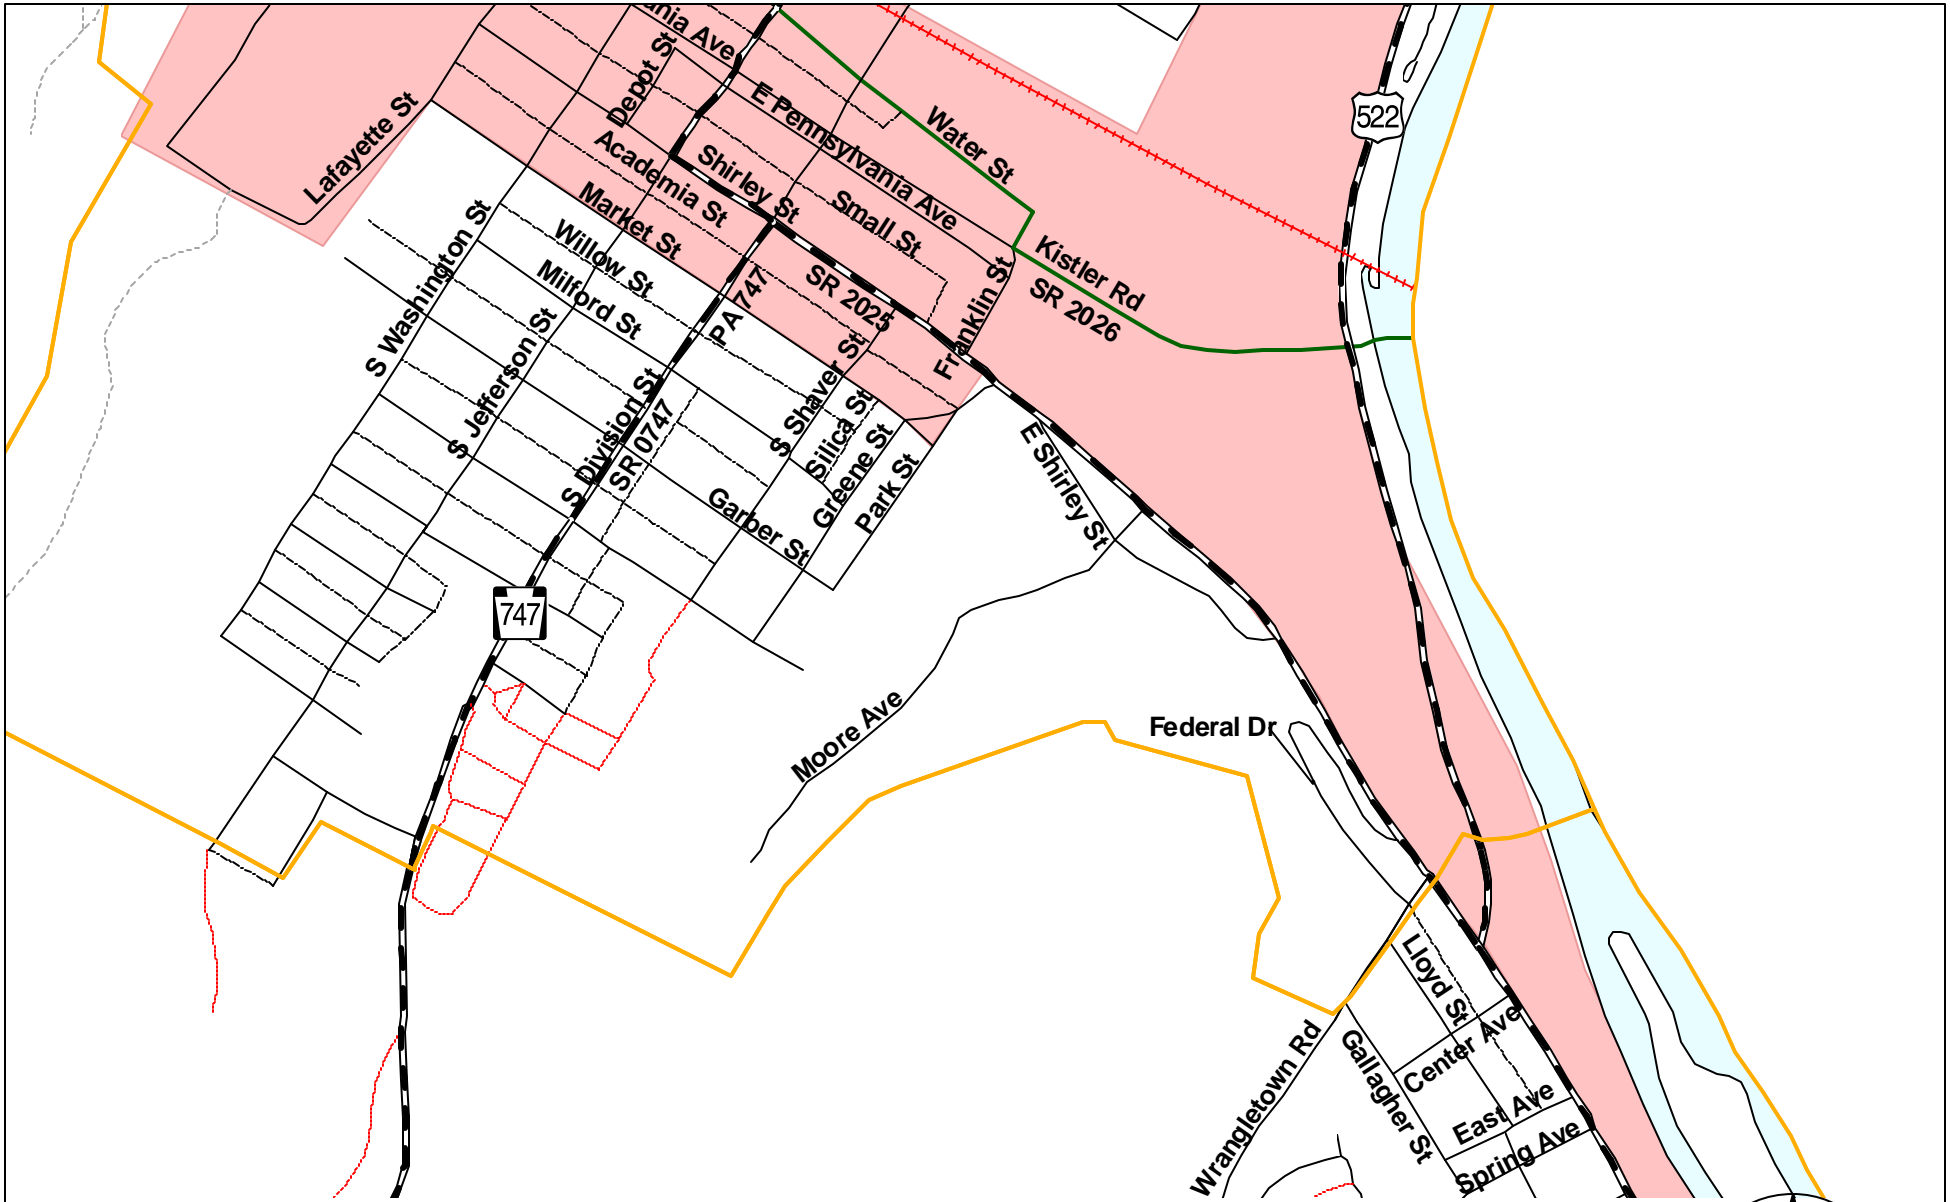 Ave
Depot St
E Pennsylvania Ave
Water St
522
Lafayette St
Academia St
Shirley St
Small St
Market St
Willow St
Milford St
S Washington St
S Jefferson St
S Division St
SR 0747
PA 747
SR 2025
Franklin St
Kistler Rd
SR 2026
S Shaver St
Silica St
Greene St
Park St
Garber St
E Shirley St
747
Moore Ave
Federal Dr
Lloyd St
Center Ave
Gallagher St
East Ave
Spring Ave
Wrangletown Rd